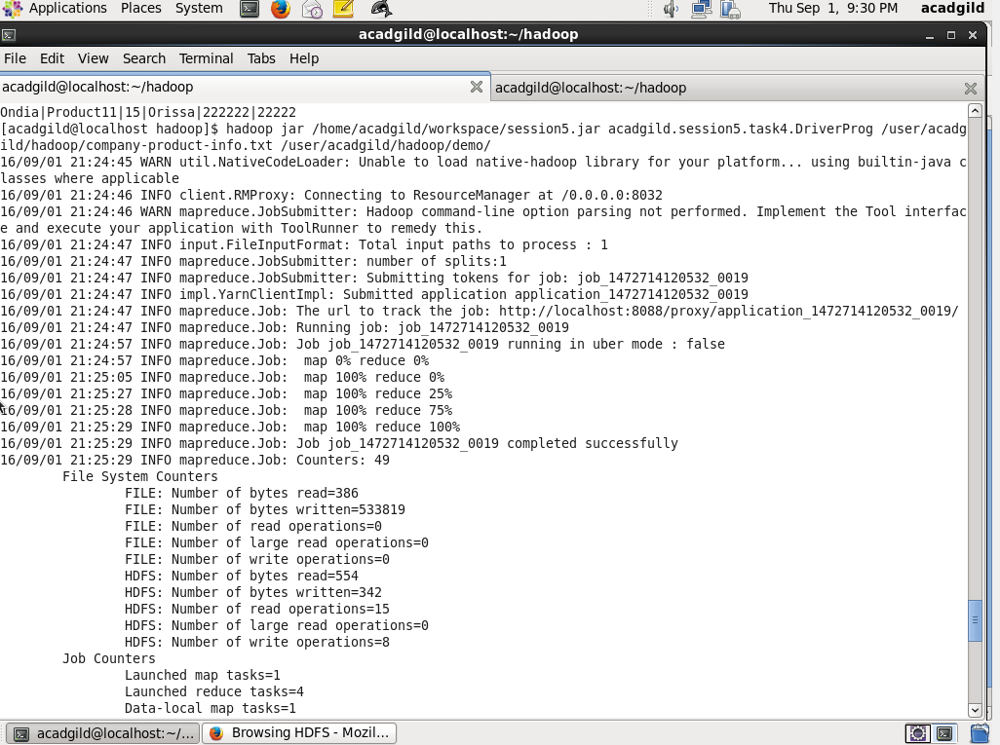 Applications Places System Thu Sep 1, 9:30 PM acadgild
acadgild@localhost:~/hadoop
File Edit View Search Terminal Tabs Help
acadgild@localhost:~/hadoop acadgild@localhost:~/hadoop
Ondia|Product11|15|Orissa|222222|22222
[acadgild@localhost hadoop]$ hadoop jar /home/acadgild/workspace/session5.jar acadgild.session5.task4.DriverProg /user/acadg
ild/hadoop/company-product-info.txt /user/acadgild/hadoop/demo/
16/09/01 21:24:45 WARN util.NativeCodeLoader: Unable to load native-hadoop library for your platform... using builtin-java c
lasses where applicable
16/09/01 21:24:46 INFO client.RMProxy: Connecting to ResourceManager at /0.0.0.0:8032
16/09/01 21:24:46 WARN mapreduce.JobSubmitter: Hadoop command-line option parsing not performed. Implement the Tool interfac
e and execute your application with ToolRunner to remedy this.
16/09/01 21:24:47 INFO input.FileInputFormat: Total input paths to process : 1
16/09/01 21:24:47 INFO mapreduce.JobSubmitter: number of splits:1
16/09/01 21:24:47 INFO mapreduce.JobSubmitter: Submitting tokens for job: job_1472714120532_0019
16/09/01 21:24:47 INFO impl.YarnClientImpl: Submitted application application_1472714120532_0019
16/09/01 21:24:47 INFO mapreduce.Job: The url to track the job: http://localhost:8088/proxy/application_1472714120532_0019/
16/09/01 21:24:47 INFO mapreduce.Job: Running job: job_1472714120532_0019
16/09/01 21:24:57 INFO mapreduce.Job: Job job_1472714120532_0019 running in uber mode : false
16/09/01 21:24:57 INFO mapreduce.Job:  map 0% reduce 0%
16/09/01 21:25:05 INFO mapreduce.Job:  map 100% reduce 0%
16/09/01 21:25:27 INFO mapreduce.Job:  map 100% reduce 25%
16/09/01 21:25:28 INFO mapreduce.Job:  map 100% reduce 75%
16/09/01 21:25:29 INFO mapreduce.Job:  map 100% reduce 100%
16/09/01 21:25:29 INFO mapreduce.Job: Job job_1472714120532_0019 completed successfully
16/09/01 21:25:29 INFO mapreduce.Job: Counters: 49
File System Counters
FILE: Number of bytes read=386
FILE: Number of bytes written=533819
FILE: Number of read operations=0
FILE: Number of large read operations=0
FILE: Number of write operations=0
HDFS: Number of bytes read=554
HDFS: Number of bytes written=342
HDFS: Number of read operations=15
HDFS: Number of large read operations=0
HDFS: Number of write operations=8
Job Counters
Launched map tasks=1
Launched reduce tasks=4
Data-local map tasks=1
acadgild@localhost:~/... Browsing HDFS - Mozil...